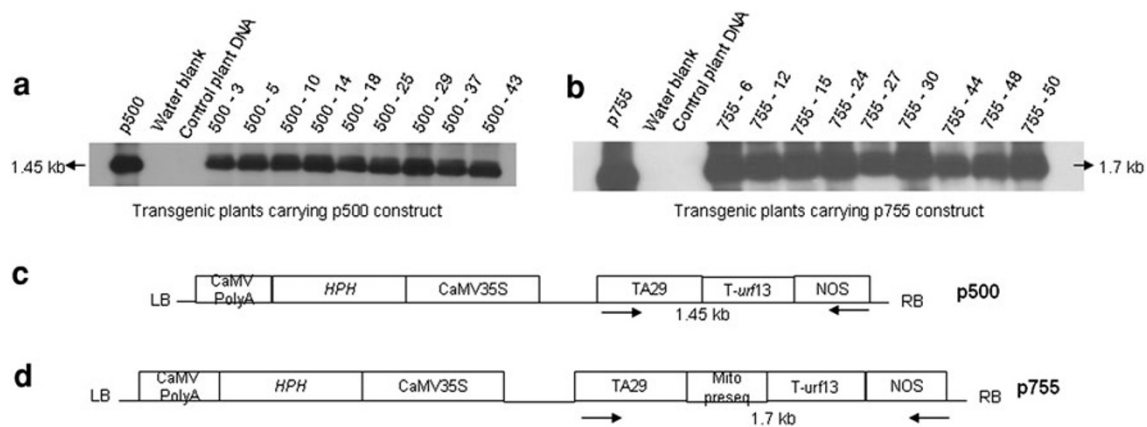 a
p500
Water blank
Control plant DNA
500 - 3
500 - 5
500 - 10
500 - 14
500 - 18
500 - 25
500 - 29
500 - 37
500 - 43
1.45 kb
Transgenic plants carrying p500 construct
b
p755
Water blank
Control plant DNA
755 - 6
755 - 12
755 - 15
755 - 24
755 - 27
755 - 30
755 - 44
755 - 48
755 - 50
1.7 kb
Transgenic plants carrying p755 construct
c
LB
CaMV
PolyA
HPH
CaMV35S
TA29
T-urf13
NOS
RB
p500
1.45 kb
d
LB
CaMV
PolyA
HPH
CaMV35S
TA29
Mito
preseq
T-urf13
NOS
RB
p755
1.7 kb